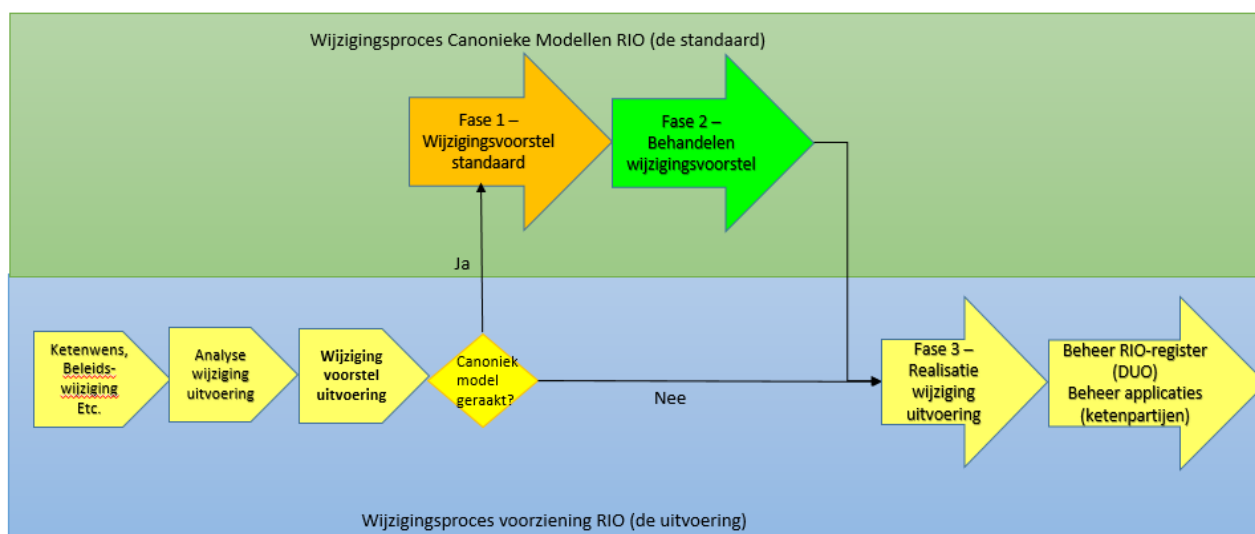 Wijzigingsproces Canonieke Modellen RIO (de standaard)
Fase 1 –
Wijzigingsvoorstel
standaard
Fase 2 –
Behandelen
wijzigingsvoorstel
Ja
Ketenwens,
Beleids-
wijziging
Etc.
Analyse
wijziging
uitvoering
Wijziging
voorstel
uitvoering
Canoniek
model
geraakt?
Nee
Fase 3 –
Realisatie
wijziging
uitvoering
Beheer RIO-register
(DUO)
Beheer applicaties
(ketenpartijen)
Wijzigingsproces voorziening RIO (de uitvoering)